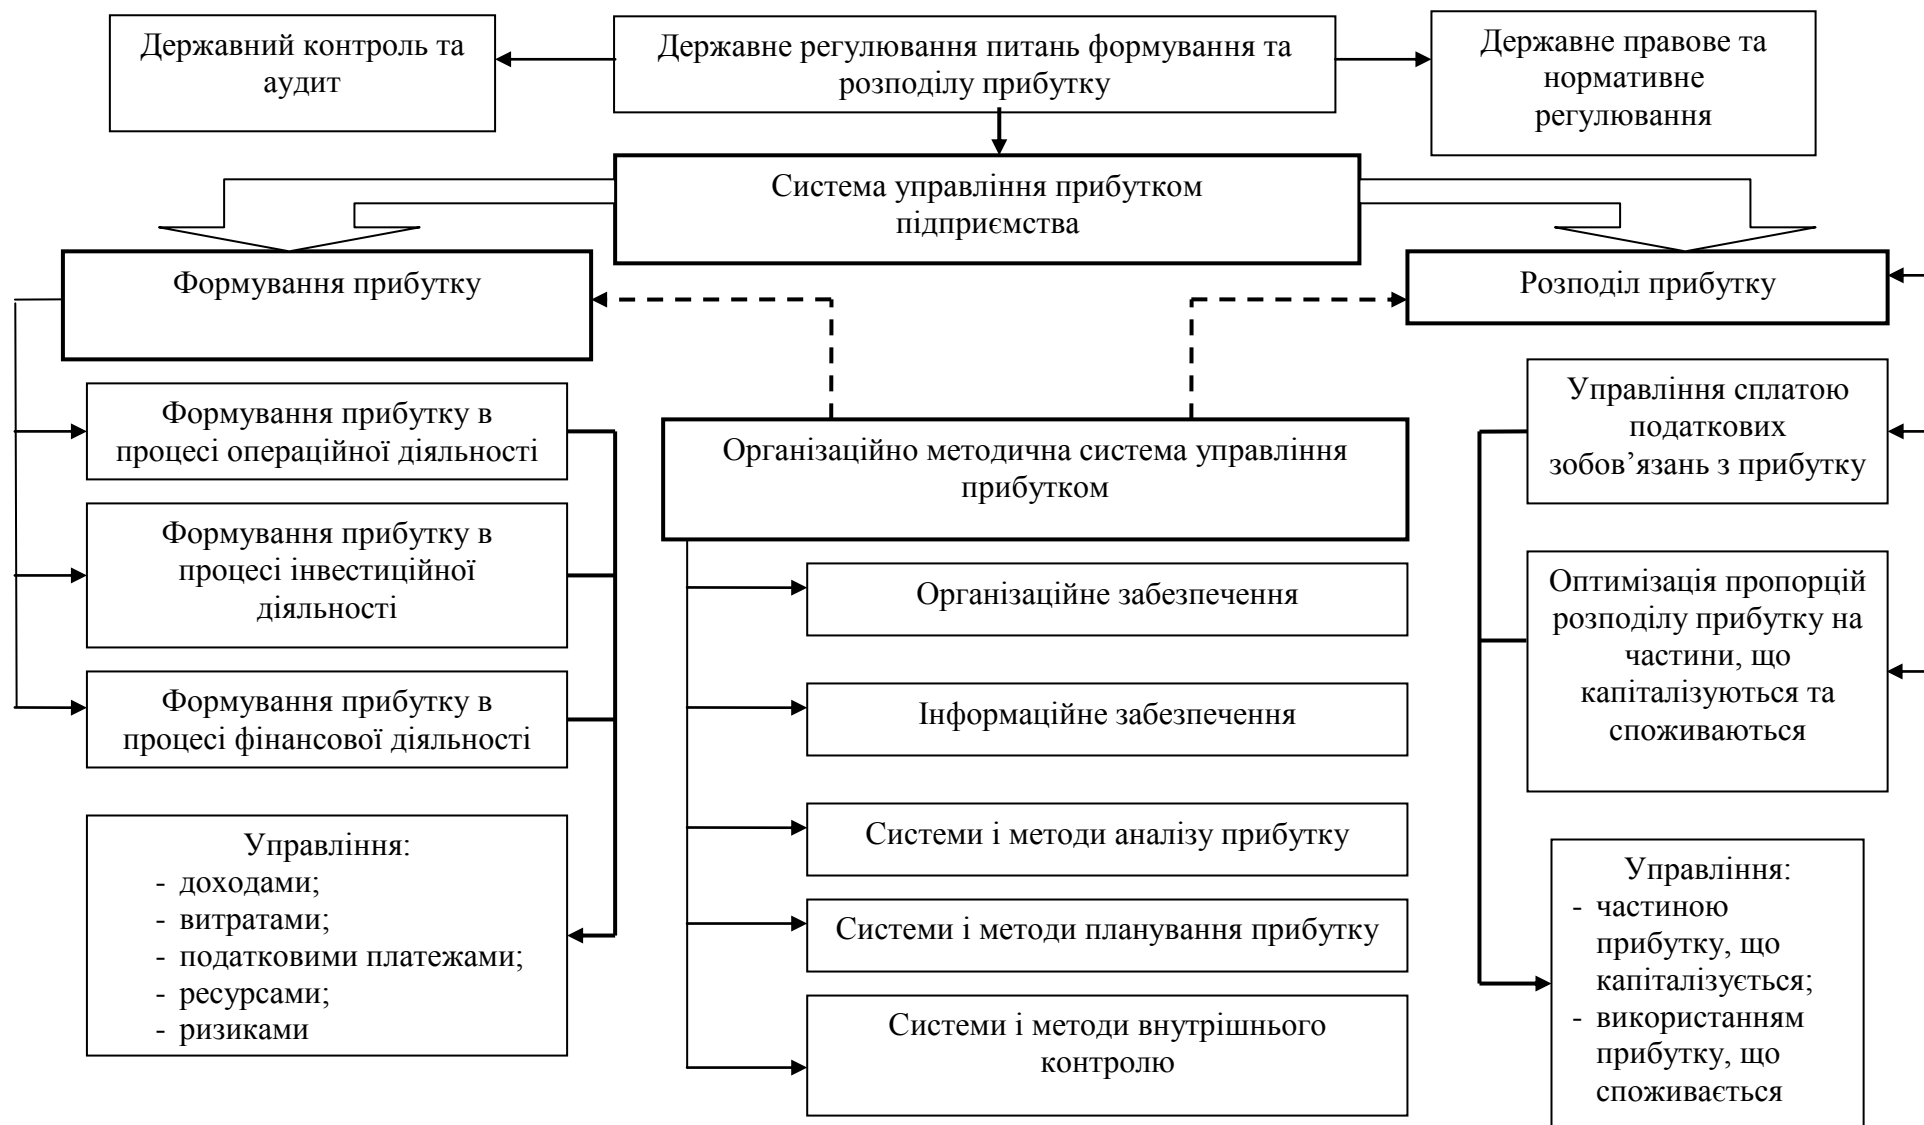 Державний контроль та
аудит
Державне регулювання питань формування та
розподілу прибутку
Державне правове та
нормативне
регулювання
Система управління прибутком
підприємства
Формування прибутку
Розподіл прибутку
Формування прибутку в
процесі операційної діяльності
Формування прибутку в
процесі інвестиційної
діяльності
Формування прибутку в
процесі фінансової діяльності
Управління:
- доходами;
- витратами;
- податковими платежами;
- ресурсами;
- ризиками
Організаційно методична система управління
прибутком
Організаційне забезпечення
Інформаційне забезпечення
Системи і методи аналізу прибутку
Системи і методи планування прибутку
Системи і методи внутрішнього
контролю
Управління сплатою
податкових
зобов’язань з прибутку
Оптимізація пропорцій
розподілу прибутку на
частини, що
капіталізуються та
споживаються
Управління:
- частиною
прибутку, що
капіталізується;
- використанням
прибутку, що
споживається